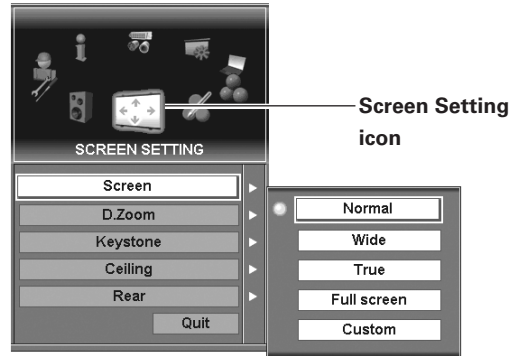 Screen Setting
icon
SCREEN SETTING
Screen
D.Zoom
Keystone
Ceiling
Rear
Quit
Normal
Wide
True
Full screen
Custom